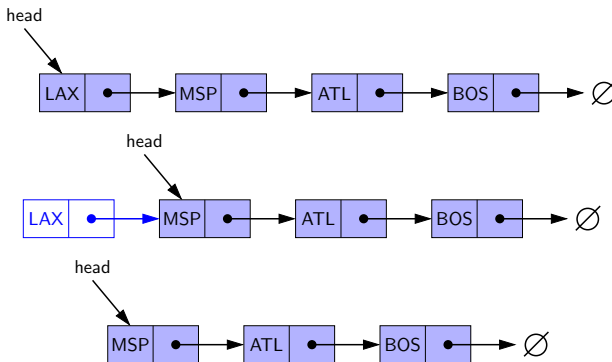 head
LAX MSP ATL BOS ∅
head
LAX MSP ATL BOS ∅
head
MSP ATL BOS ∅